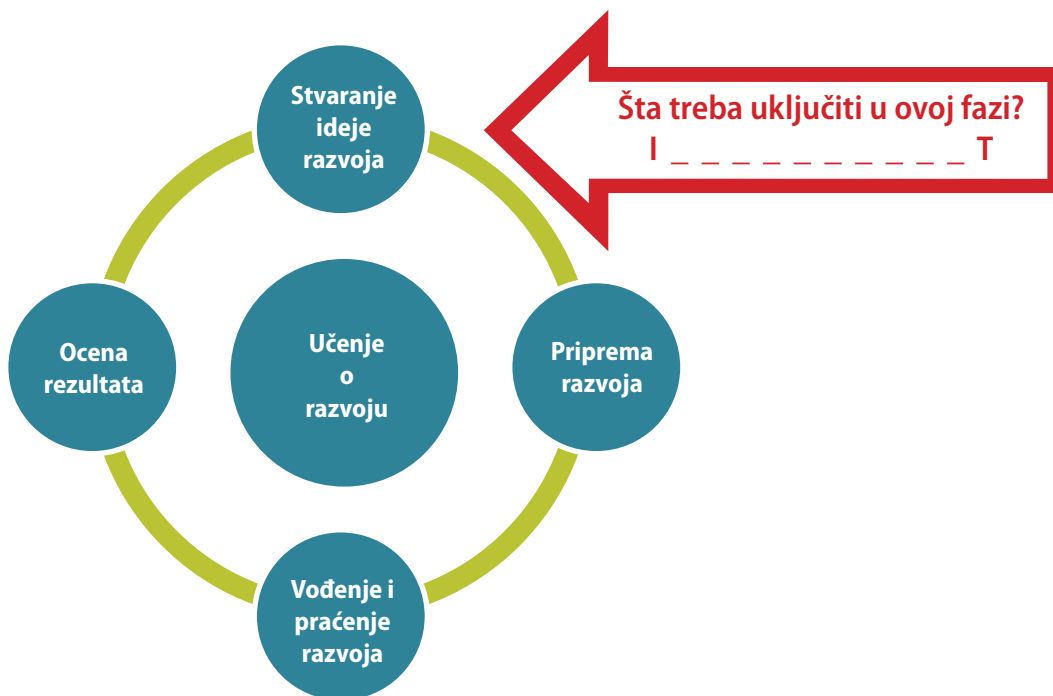 Stvaranje
ideje
razvoja
Šta treba uključiti u ovoj fazi?
I _ _ _ _ _ _ _ _ _ _ T
Ocena
rezultata
Učenje
o
razvoju
Priprema
razvoja
Vođenje i
praćenje
razvoja